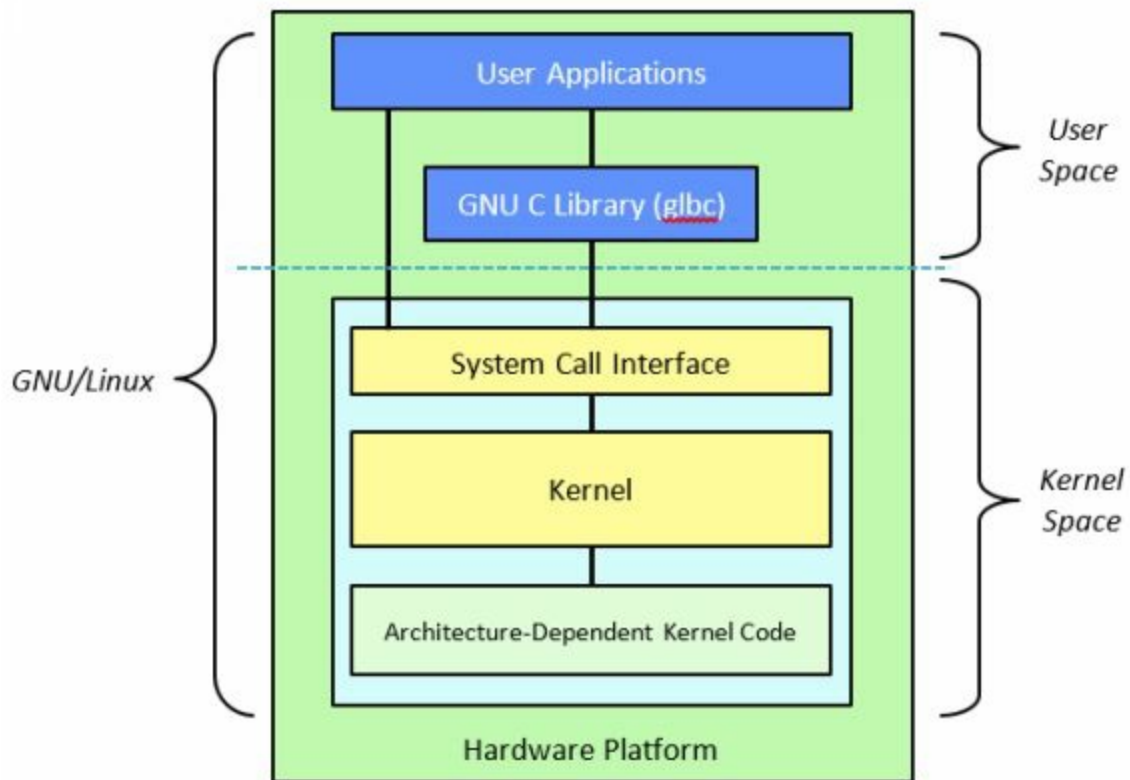 User Applications
User
Space
GNU C Library (glbc)
System Call Interface
GNU/Linux
Kernel
Kernel
Space
Architecture-Dependent Kernel Code
Hardware Platform